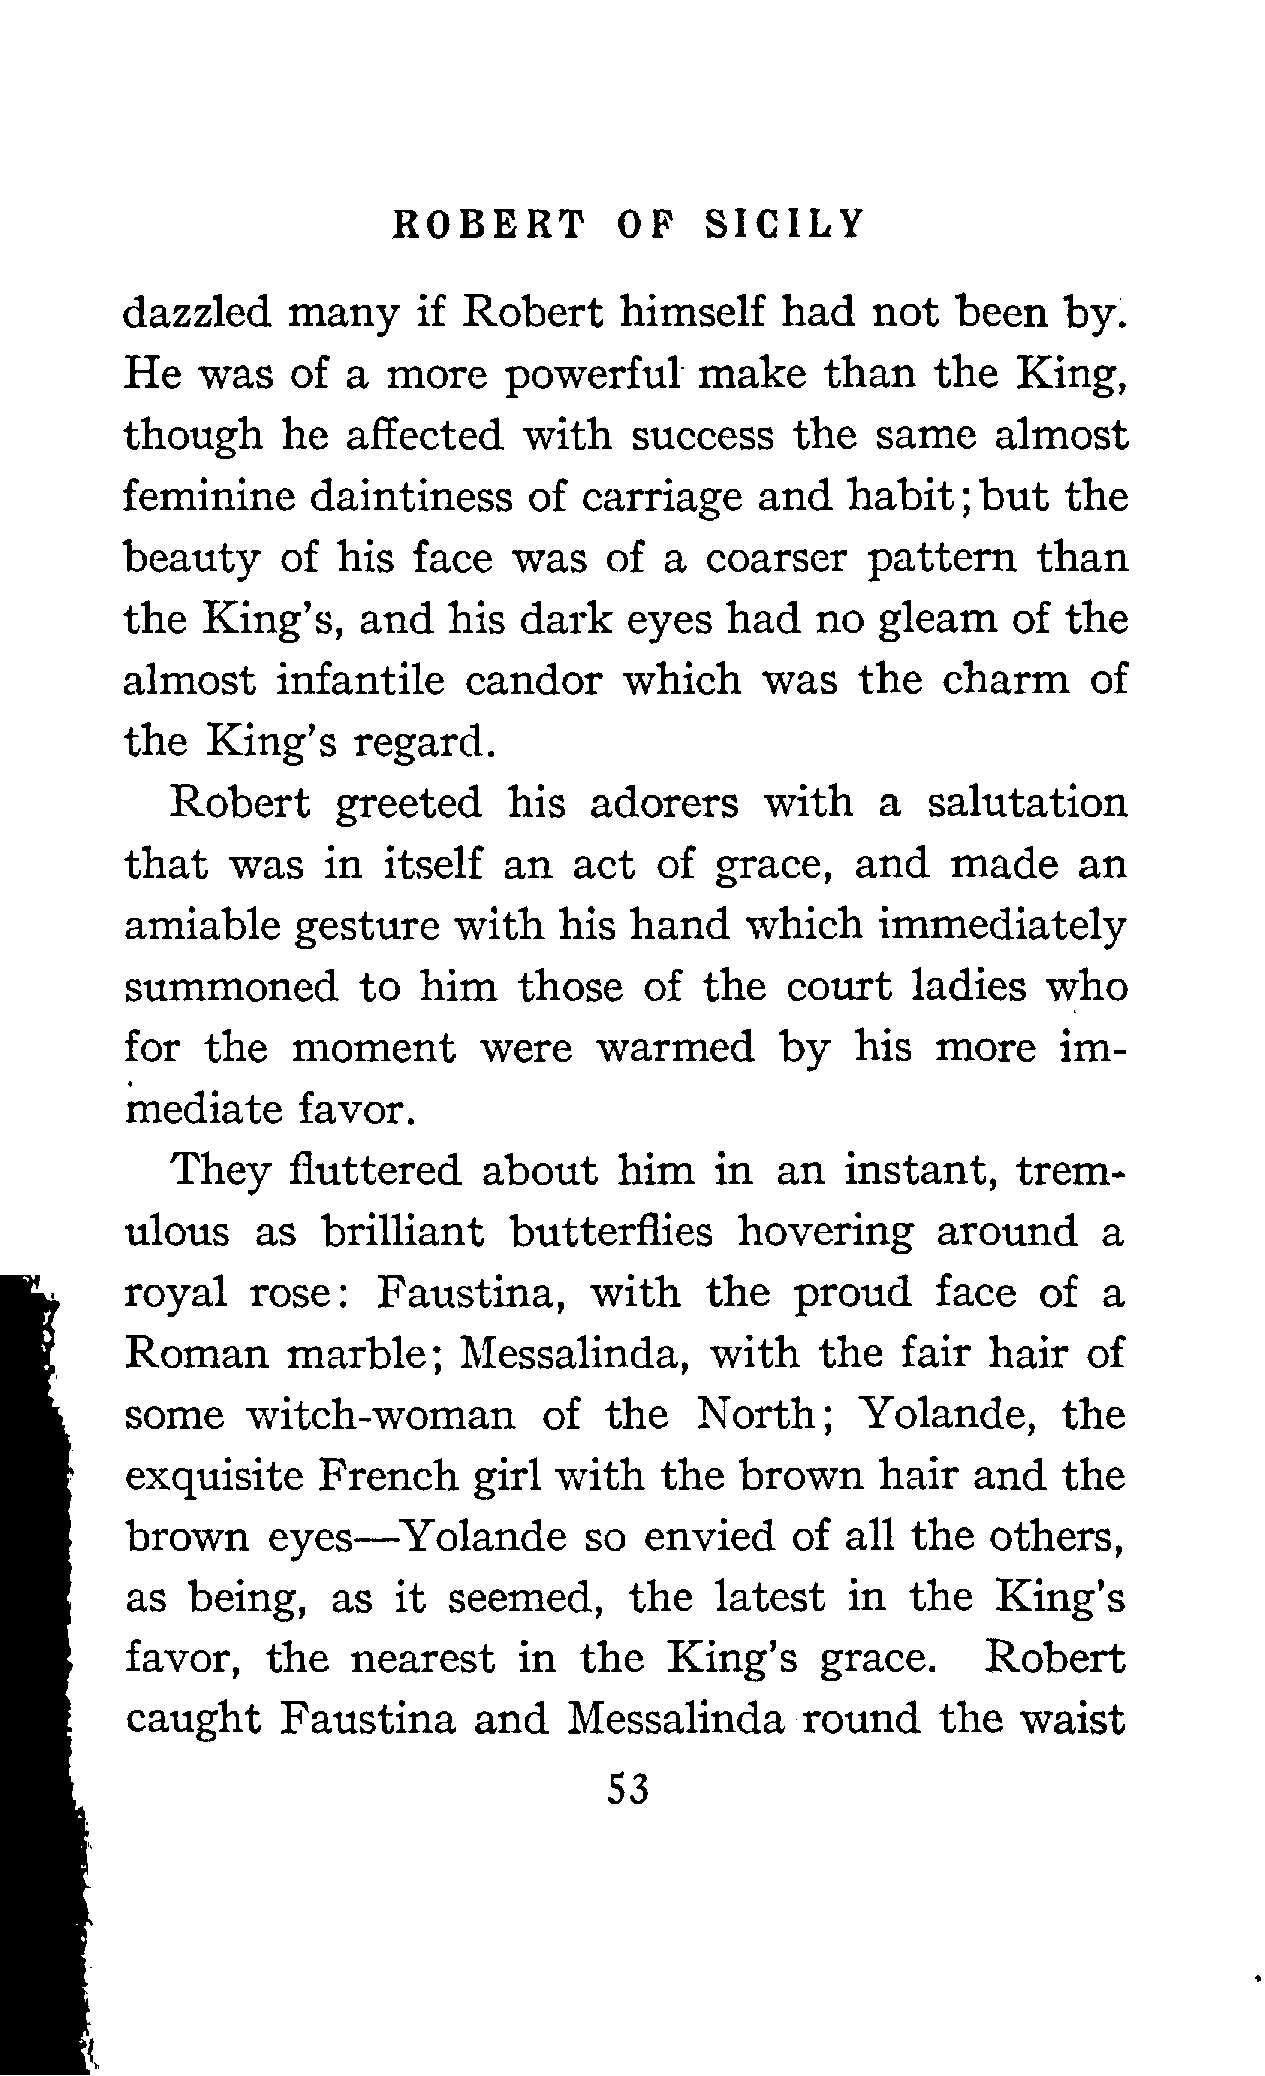 ROBERT OF SICILY
dazzled many if Robert himself had not been by.
He was of a more powerful make than the King,
though he affected with success the same almost
feminine daintiness of carriage and habit; but the
beauty of his face was of a coarser pattern than
the King's, and his dark eyes had no gleam of the
almost infantile candor which was the charm of
the King's regard.
Robert greeted his adorers with a salutation
that was in itself an act of grace, and made an
amiable gesture with his hand which immediately
summoned to him those of the court ladies who
for the moment were warmed by his more im-
mediate favor.
They fluttered about him in an instant, trem-
ulous as brilliant butterflies hovering around a
royal rose: Faustina, with the proud face of a
Roman marble; Messalinda, with the fair hair of
some witch-woman of the North; Yolande, the
exquisite French girl with the brown hair and the
brown eyes—Yolande so envied of all the others,
as being, as it seemed, the latest in the King's
favor, the nearest in the King's grace. Robert
caught Faustina and Messalinda round the waist
53